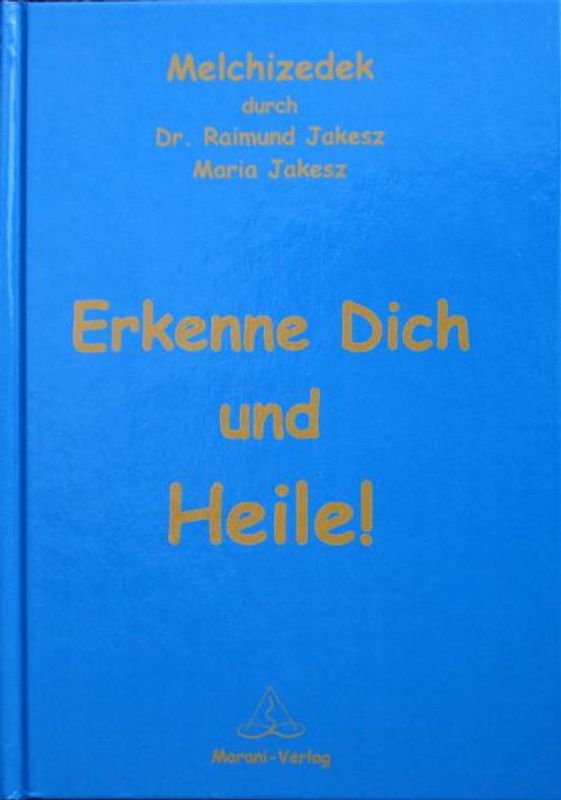 Melchizedek
durch
Dr. Raimund Jakesz
Maria Jakesz
Erkenne Dich
und
Heile!
Marani-Verlag